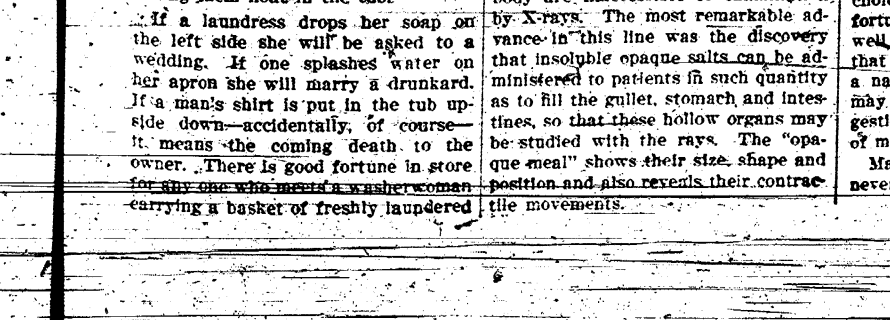 If a laundress drops her soap on
the left side she will be asked to a
wedding. If one splashes water on
her apron she will marry a drunkard.
If a man's shirt is put in the tub up-
side down—accidentally, of course—
it means the coming death to the
owner. There is good fortune in store
for any one who meets a washerwoman
carrying a basket of freshly laundered
by X-rays. The most remarkable ad-
vance in this line was the discovery
that insoluble opaque salts can be ad-
ministered to patients in such quantity
as to fill the gullet, stomach and intes-
tines, so that these hollow organs may
be studied with the rays. The "opa-
que meal" shows their size, shape and
position and also reveals their contrac-
tile movements.
well
that
a na
may
gesti
of m
Ma
neve